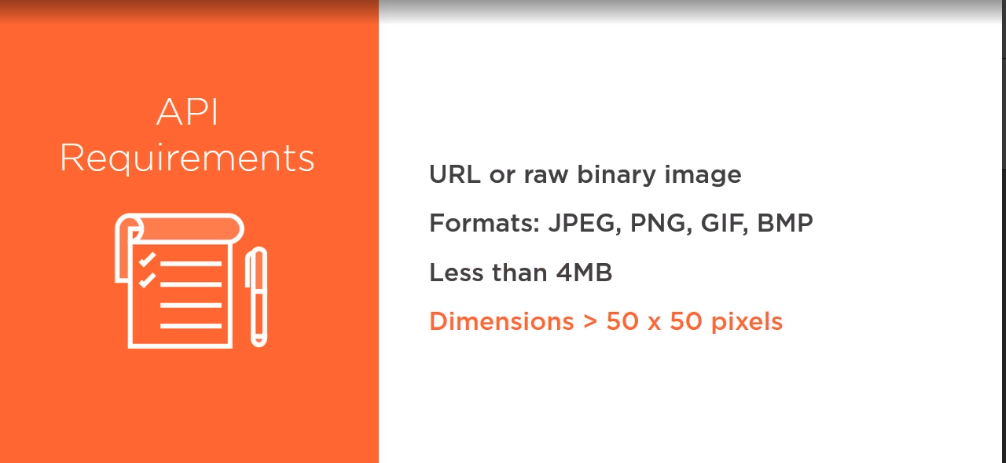 API
Requirements
URL or raw binary image
Formats: JPEG, PNG, GIF, BMP
Less than 4MB
Dimensions > 50 x 50 pixels